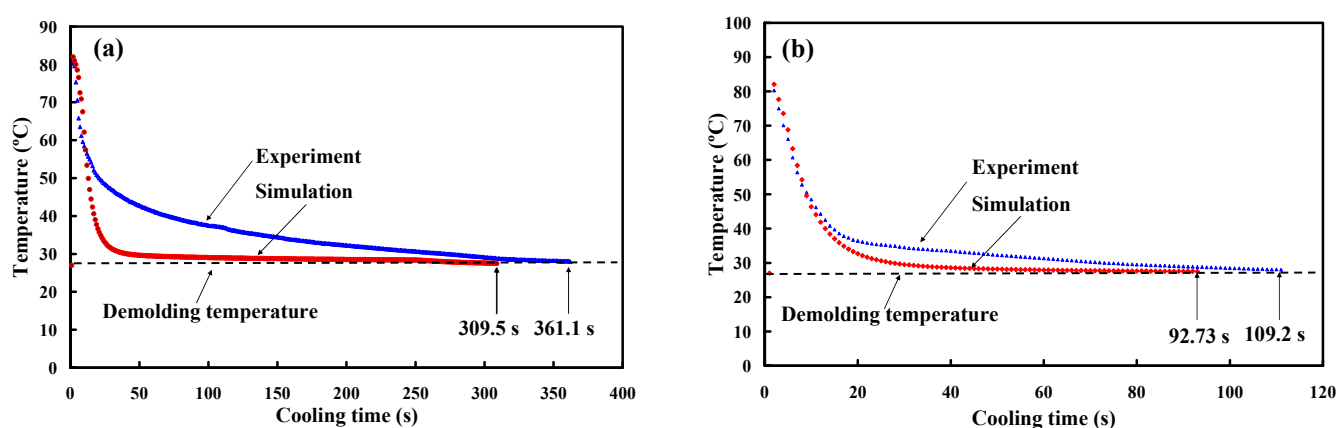 (a)
90
80
70
60
50
40
30
20
10
0
Temperature (ºC)
Experiment
Simulation
Demolding temperature
309.5 s
361.1 s
0
50
100
150
200
250
300
350
400
Cooling time (s)
(b)
100
90
80
70
60
50
40
30
20
10
0
Temperature (ºC)
Experiment
Simulation
Demolding temperature
92.73 s
109.2 s
0
20
40
60
80
100
120
Cooling time (s)